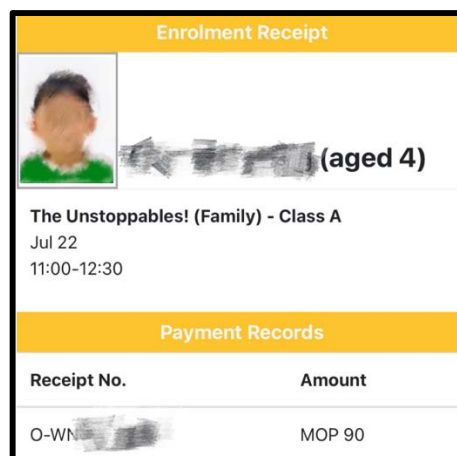 Enrolment Receipt
(aged 4)
The Unstoppables! (Family) - Class A
Jul 22
11:00-12:30
Payment Records
Receipt No. Amount
O-WN MOP 90